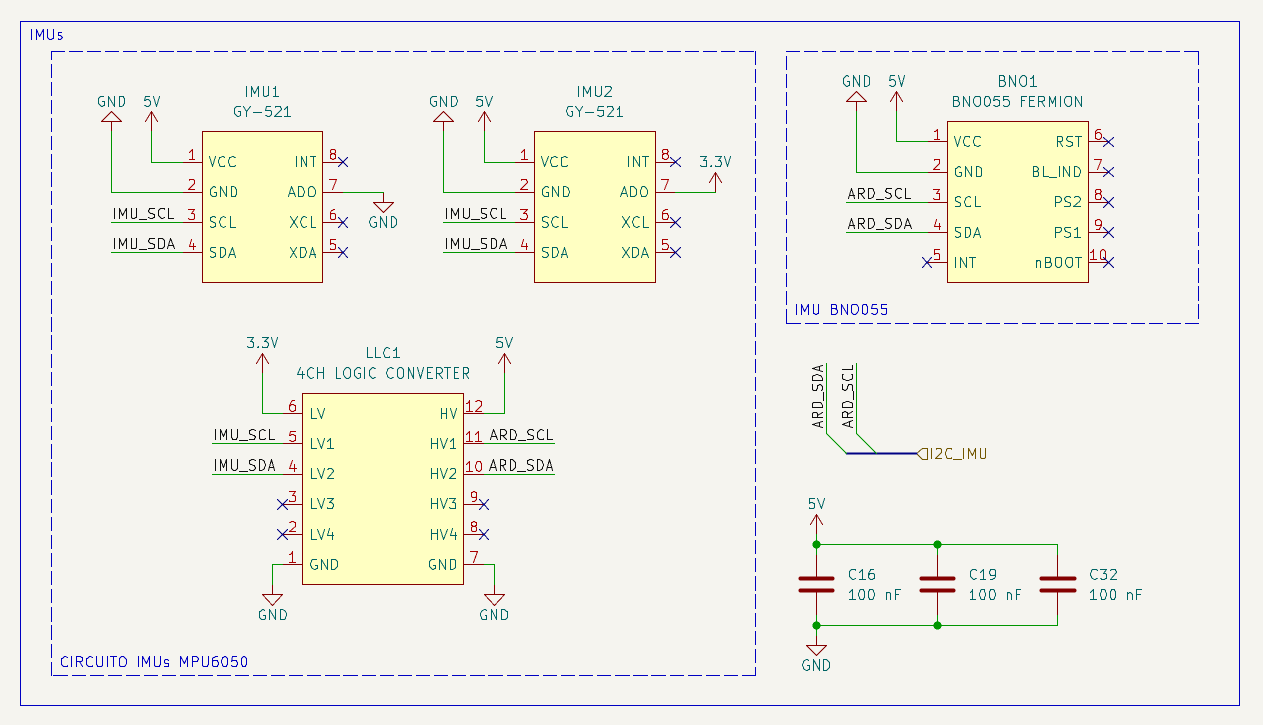 IMUs
IMU1
GY-521
GND
5V
1
VCC
INT
8
2
GND
ADO
7
IMU_SCL
3
SCL
XCL
6
GND
IMU_SDA
4
SDA
XDA
5
IMU2
GY-521
GND
5V
1
VCC
INT
8
3.3V
2
GND
ADO
7
IMU_SCL
3
SCL
XCL
6
IMU_SDA
4
SDA
XDA
5
3.3V
LLC1
4CH LOGIC CONVERTER
5V
6
LV
HV
12
IMU_SCL
5
LV1
HV1
11
ARD_SCL
IMU_SDA
4
LV2
HV2
10
ARD_SDA
3
LV3
HV3
9
2
LV4
HV4
8
1
GND
GND
7
GND
GND
CIRCUITO IMUs MPU6050
BNO1
BNO055 FERMION
GND
5V
1
VCC
RST
6
2
GND
BL_IND
7
ARD_SCL
3
SCL
PS2
8
ARD_SDA
4
SDA
PS1
9
5
INT
nBOOT
10
IMU BNO055
ARD_SDA
ARD_SCL
I2C_IMU
5V
C16
100 nF
C19
100 nF
C32
100 nF
GND